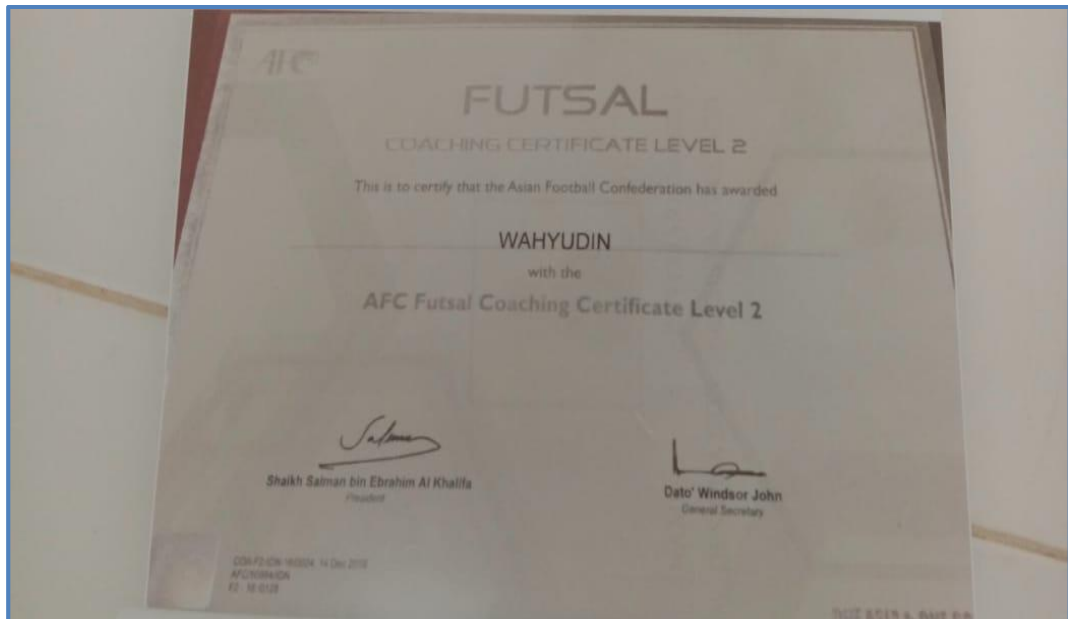 AFC
FUTSAL
COACHING CERTIFICATE LEVEL 2
This is to certify that the Asian Football Confederation has awarded
WAHYUDIN
with the
AFC Futsal Coaching Certificate Level 2
Shaikh Salman bin Ebrahim Al Khalifa
President
Dato' Windsor John
General Secretary
14 Dec